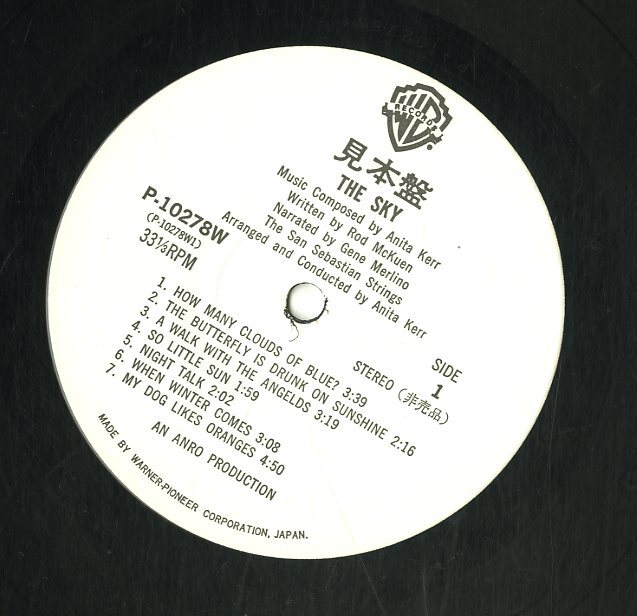 W
RECORDS
見本盤
THE SKY
Music Composed by Anita Kerr
Written by Rod McKuen
Narrated by Gene Merlino
The San Sebastian Strings
Arranged and Conducted by Anita Kerr
P-10278W
(P-10278W1)
33⅓RPM
SIDE
1
STEREO (非売品)
1. HOW MANY CLOUDS OF BLUE? 3:39
2. THE BUTTERFLY IS DRUNK ON SUNSHINE 2:16
3. A WALK WITH THE ANGELDS 3:19
4. SO LITTLE SUN 1:59
5. NIGHT TALK 2:02
6. WHEN WINTER COMES 3:08
7. MY DOG LIKES ORANGES 4:50
AN ANRO PRODUCTION
MADE BY WARNER-PIONEER CORPORATION, JAPAN.